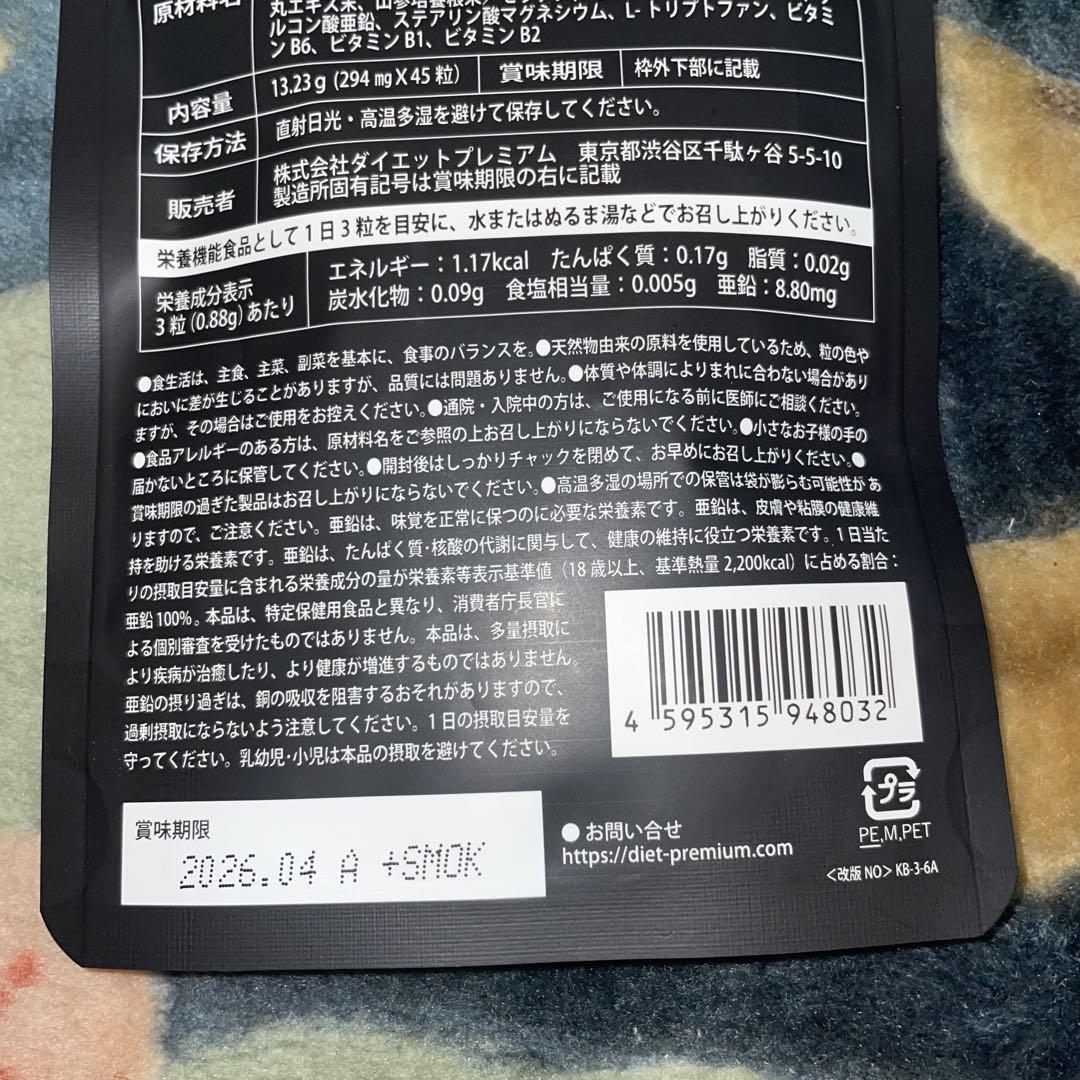 原材料名
丸エキス末、山参培養根末
ルコン酸亜鉛、ステアリン酸マグネシウム、L-トリプトファン、ビタミ
ンB6、ビタミンB1、ビタミンB2
内容量
13.23g(294mgX45粒)
賞味期限
枠外下部に記載
保存方法
直射日光・高温多湿を避けて保存してください。
販売者
株式会社ダイエットプレミアム 東京都渋谷区千駄ヶ谷5-5-10
製造所固有記号は賞味期限の右に記載
栄養機能食品として1日3粒を目安に、水またはぬるま湯などでお召し上がりください。
栄養成分表示
3粒(0.88g)あたり
エネルギー:1.17kcal たんぱく質:0.17g 脂質:0.02g
炭水化物:0.09g 食塩相当量:0.005g 亜鉛:8.80mg
●食生活は、主食、主菜、副菜を基本に、食事のバランスを。●天然物由来の原料を使用しているため、粒の色や
においに差が生じることがありますが、品質には問題ありません。●体質や体調によりまれに合わない場合があり
ますが、その場合はご使用をお控えください。●通院・入院中の方は、ご使用になる前に医師にご相談ください。
●食品アレルギーのある方は、原材料名をご参照の上お召し上がりにならないでください。●小さなお子様の手の
届かないところに保管してください。●開封後はしっかりチャックを閉めて、お早めにお召し上がりください。●
賞味期限の過ぎた製品はお召し上がりにならないでください。●高温多湿の場所での保管は袋が膨らむ可能性があ
りますので、ご注意ください。亜鉛は、味覚を正常に保つのに必要な栄養素です。亜鉛は、皮膚や粘膜の健康維
持を助ける栄養素です。亜鉛は、たんぱく質・核酸の代謝に関与して、健康の維持に役立つ栄養素です。1日当た
りの摂取目安量に含まれる栄養成分の量が栄養素等表示基準値(18歳以上、基準熱量2,200kcal)に占める割合:
亜鉛100%。本品は、特定保健用食品と異なり、消費者庁長官に
よる個別審査を受けたものではありません。本品は、多量摂取に
より疾病が治癒したり、より健康が増進するものではありません。
亜鉛の摂り過ぎは、銅の吸収を阻害するおそれがありますので、
過剰摂取にならないよう注意してください。1日の摂取目安量を
守ってください。乳幼児・小児は本品の摂取を避けてください。
4 595315 948032
プラ
PE,M,PET
賞味期限
2026.04 A +SMOK
●お問い合せ
https://diet-premium.com
<改版NO>KB-3-6A